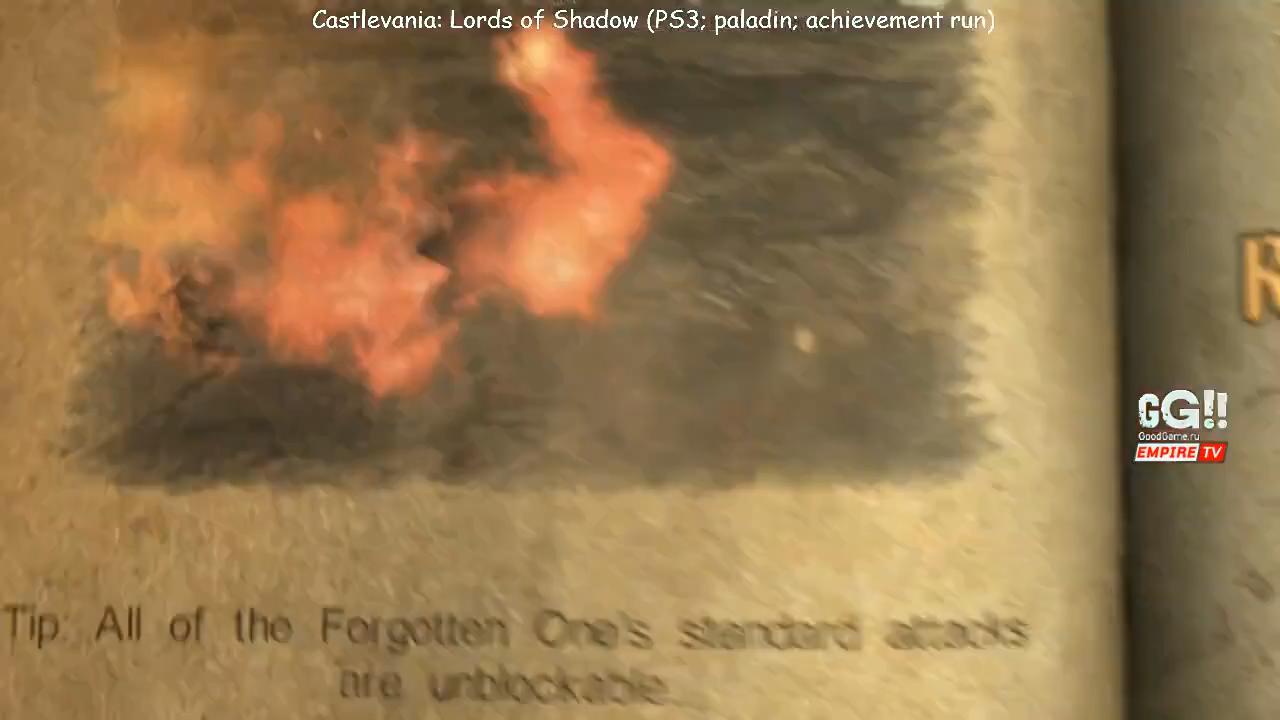 Castlevania: Lords of Shadow (PS3; paladin; achievement run)
GG!!
GoodGame.ru
EMPIRE TV
Tip: All of the Forgotten One's standard attacks
are unblockable.